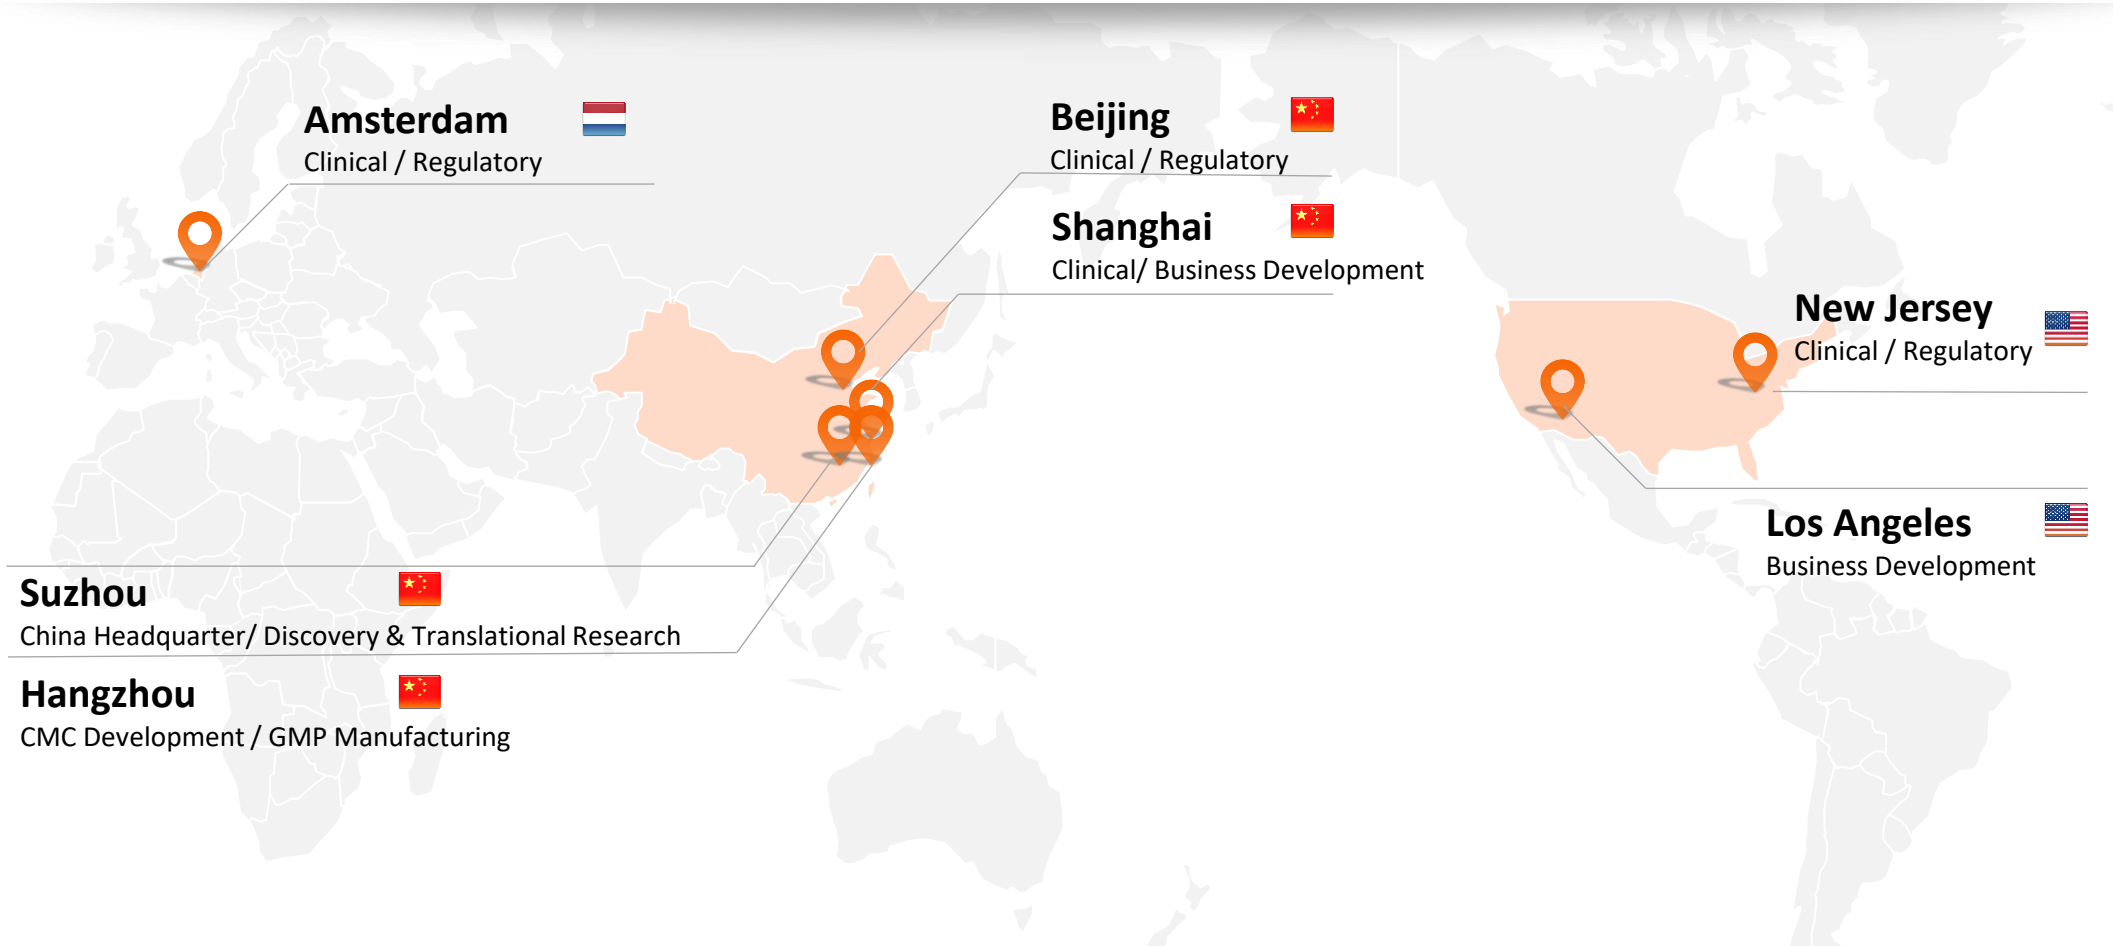 Amsterdam
Clinical / Regulatory
Beijing
Clinical / Regulatory
Shanghai
Clinical/ Business Development
New Jersey
Clinical / Regulatory
Los Angeles
Business Development
Suzhou
China Headquarter/ Discovery & Translational Research
Hangzhou
CMC Development / GMP Manufacturing